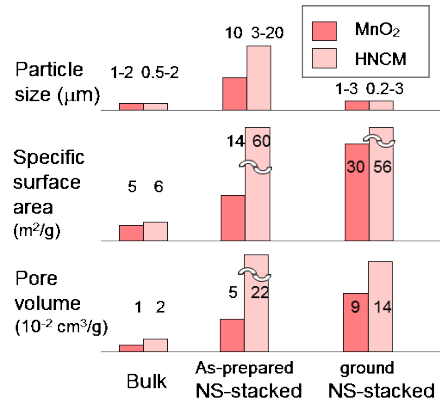 MnO₂
HNCM
Particle
size (μm)
1-2 0.5-2
10 3-20
1-3 0.2-3
Specific
surface
area
(m²/g)
5 6
14 60
30 56
Pore
volume
(10⁻² cm³/g)
1 2
5 22
9 14
Bulk
As-prepared
NS-stacked
ground
NS-stacked